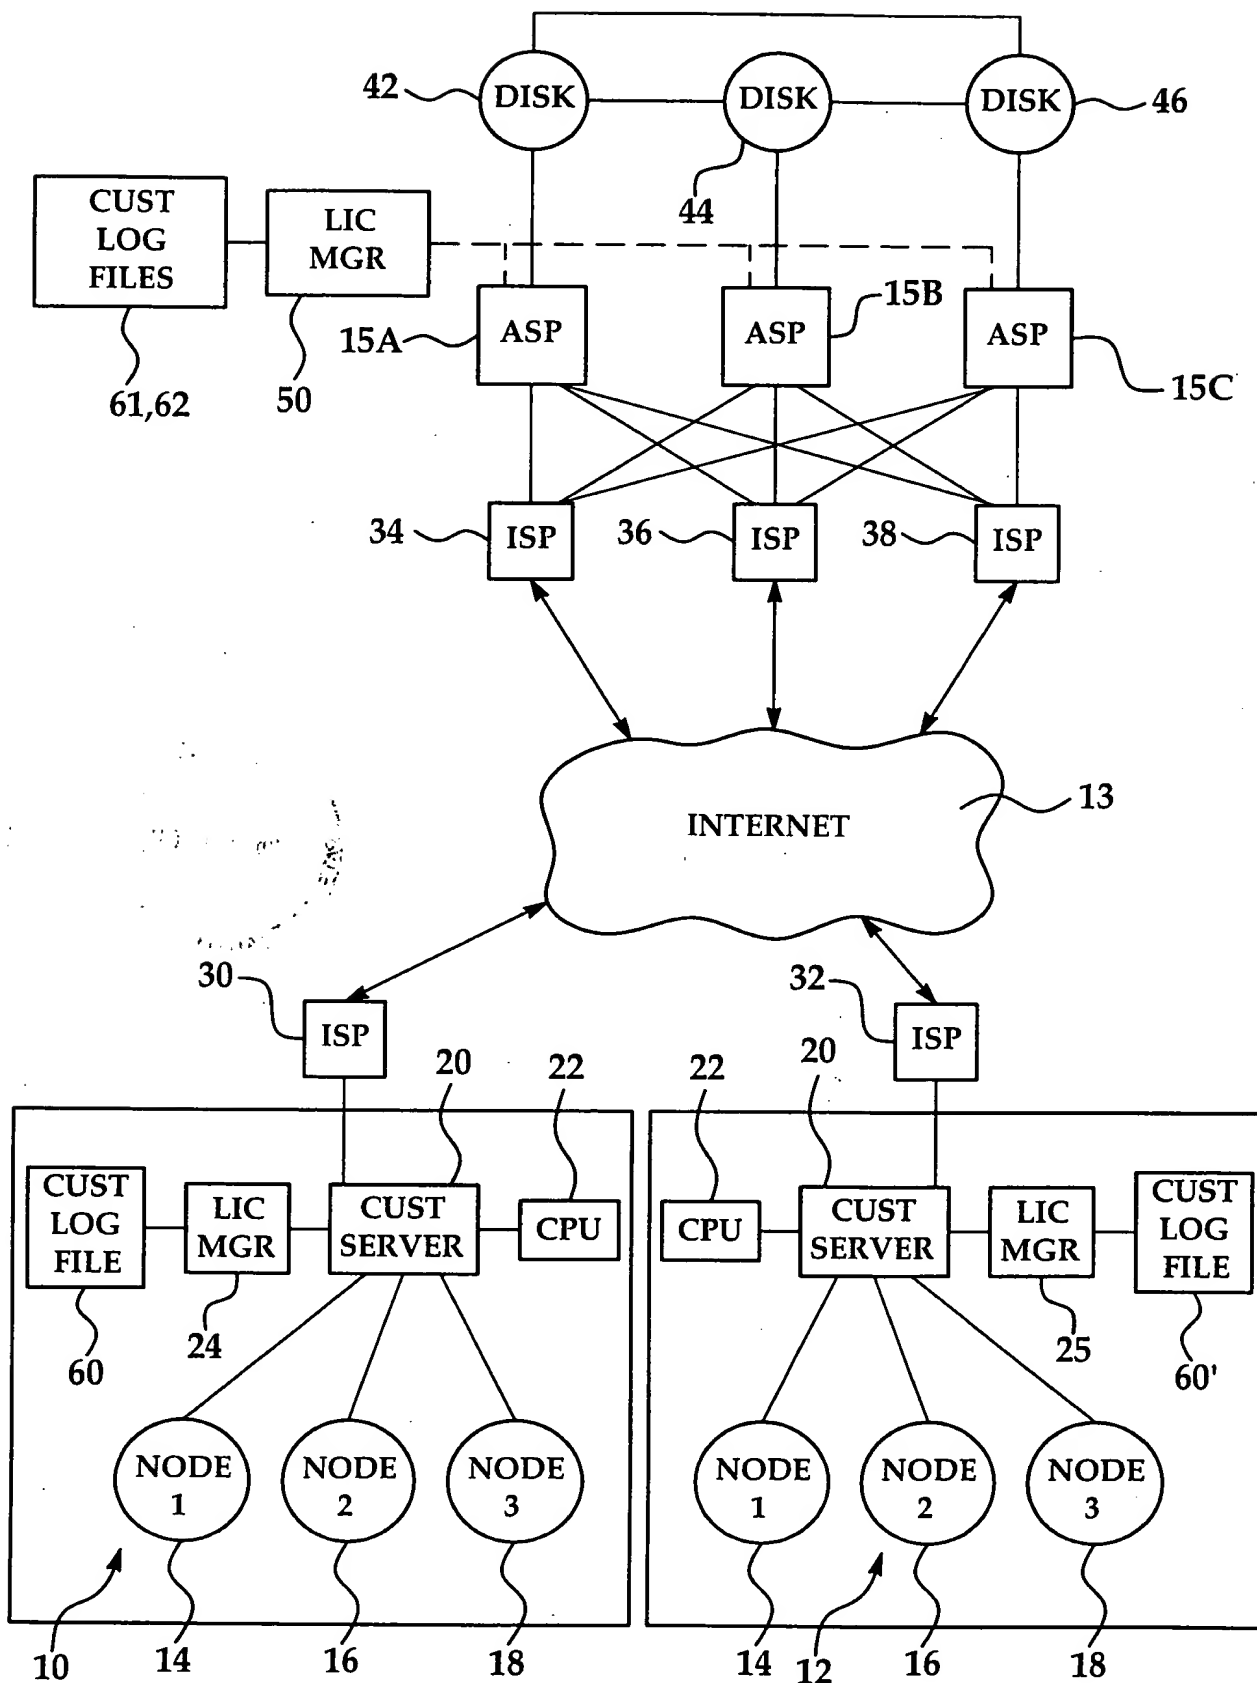 42
DISK
DISK
DISK
46
44
CUST
LOG
FILES
LIC
MGR
61,62
50
15A
ASP
15B
ASP
ASP
15C
34
ISP
36
ISP
38
ISP
INTERNET
13
30
ISP
32
ISP
20
22
22
20
CUST
LOG
FILE
LIC
MGR
CUST
SERVER
CPU
CPU
CUST
SERVER
LIC
MGR
CUST
LOG
FILE
60
24
25
60'
NODE
1
NODE
2
NODE
3
NODE
1
NODE
2
NODE
3
10
14
16
18
14
12
16
18